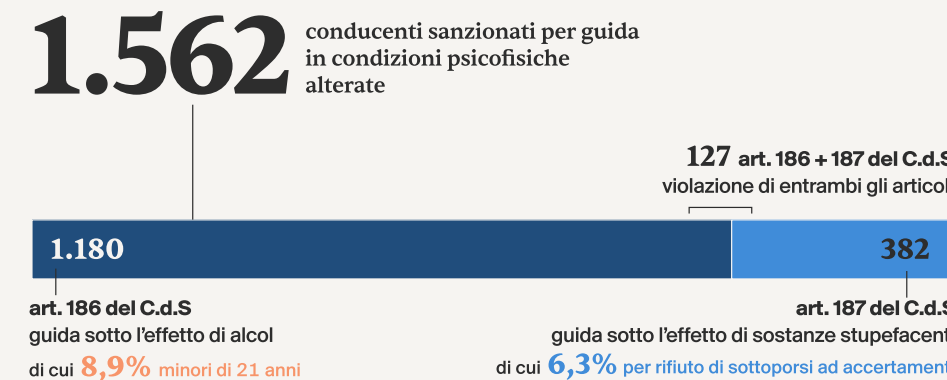 1.562 conducenti sanzionati per guida
in condizioni psicofisiche
alterate
127 art. 186 + 187 del C.d.S
violazione di entrambi gli articol
1.180
382
art. 186 del C.d.S
guida sotto l'effetto di alcol
di cui 8,9% minori di 21 anni
art. 187 del C.d.S
guida sotto l'effetto di sostanze stupefacent
di cui 6,3% per rifiuto di sottoporsi ad accertament